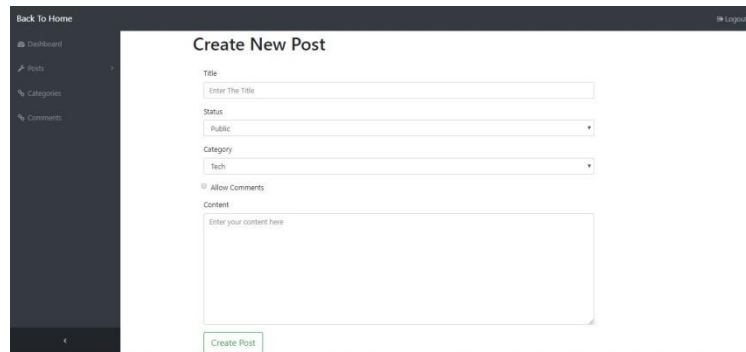 Back To Home
Logout
Dashboard
Posts
Categories
Comments
Create New Post
Title
Enter The Title
Status
Public
Category
Tech
Allow Comments
Content
Enter your content here
Create Post